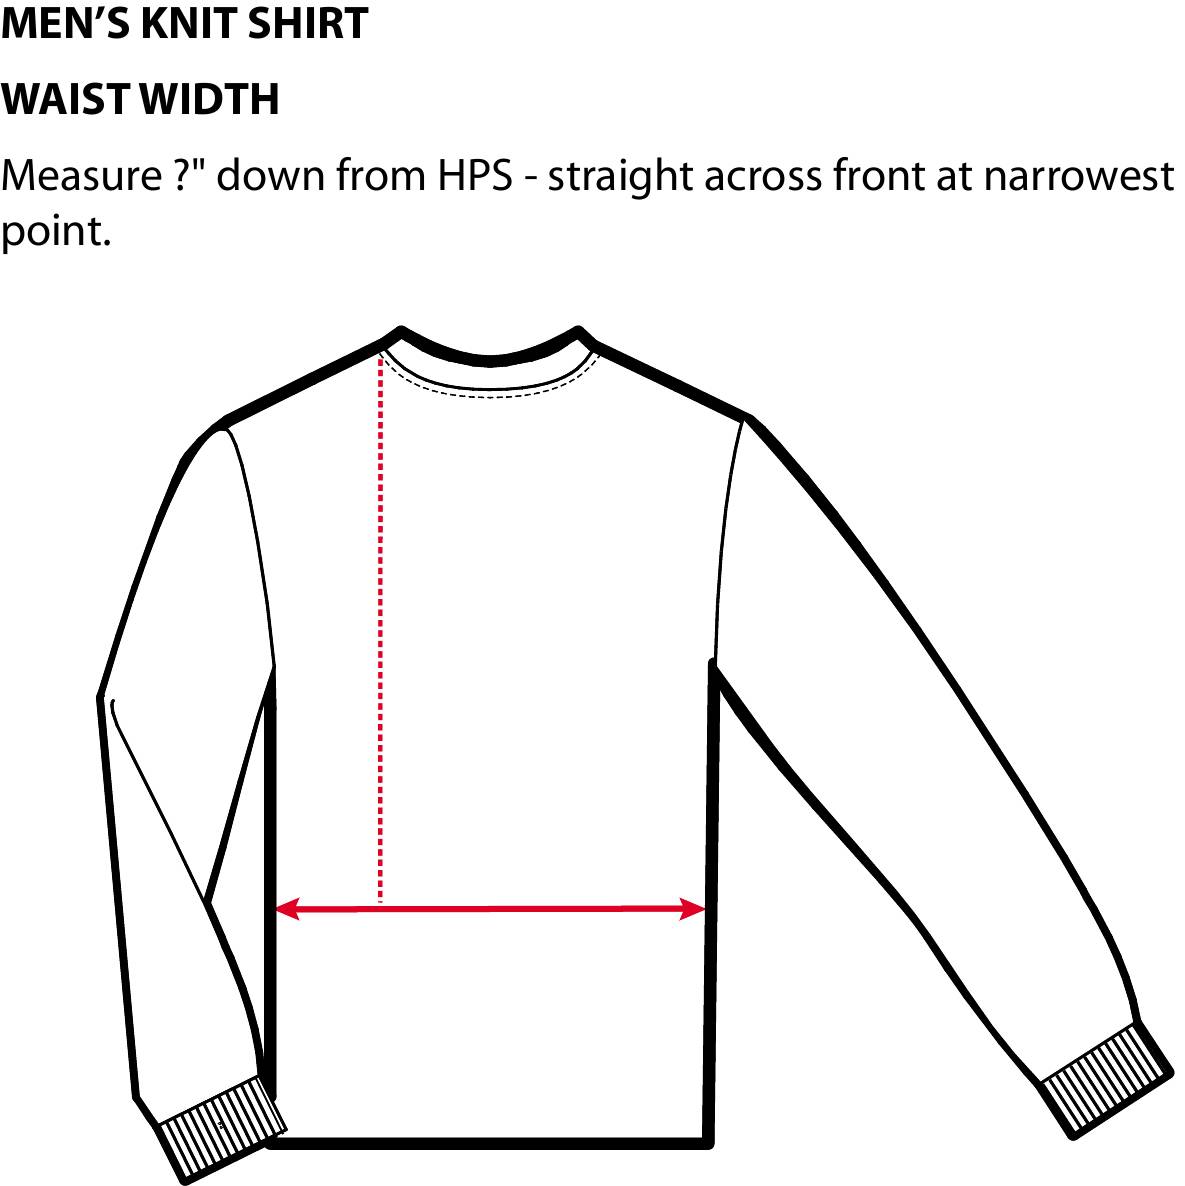 MEN’S KNIT SHIRT
WAIST WIDTH
Measure ?" down from HPS - straight across front at narrowest
point.